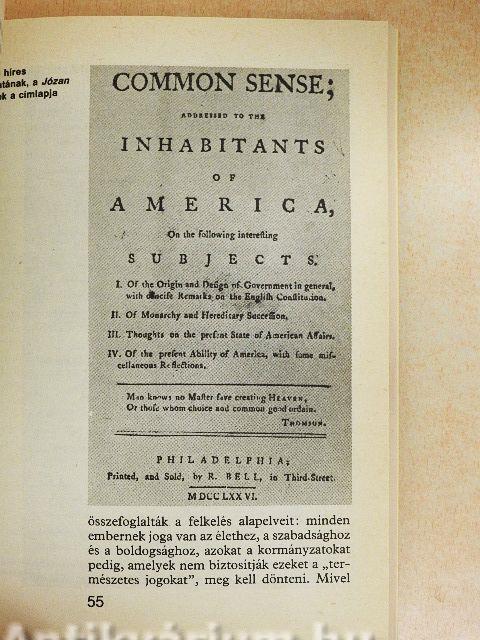 híres
a Józan
k a címlapja
COMMON SENSE;
ADDRESSED TO THE
INHABITANTS
OF
AMERICA,
On the following interesting
SUBJECTS.
I. Of the Origin and Design of Government in general,
with concise Remarks on the English Constitution.
II. Of Monarchy and Hereditary Succession.
III. Thoughts on the present State of American Affairs.
IV. Of the present Ability of America, with some mis-
cellaneous Reflections.
Man knows no Master save creating HEAVEN,
Or those whom choice and common good ordain.
THOMSON.
PHILADELPHIA;
Printed, and Sold, by R. BELL, in Third-Street.
MDCCLXXVI.
összefoglalták a felkelés alapelveit: minden
embernek joga van az élethez, a szabadsághoz
és a boldogsághoz, azokat a kormányzatokat
pedig, amelyek nem biztosítják ezeket a „ter-
mészetes jogokat”, meg kell dönteni. Mivel
55
Antikvárium.hu